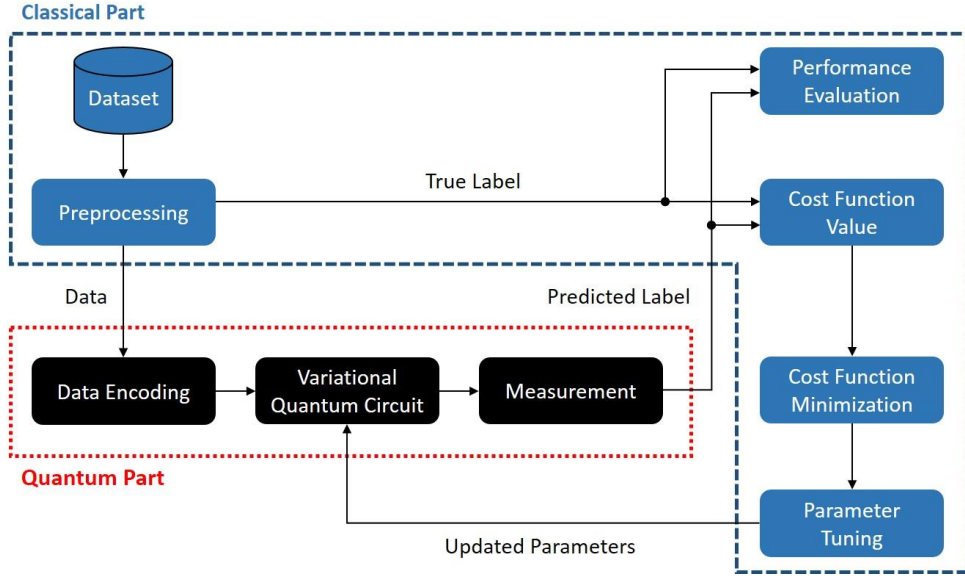 Classical Part
Dataset
Performance
Evaluation
True Label
Preprocessing
Cost Function
Value
Data
Predicted Label
Data Encoding
Variational
Quantum Circuit
Measurement
Cost Function
Minimization
Quantum Part
Parameter
Tuning
Updated Parameters